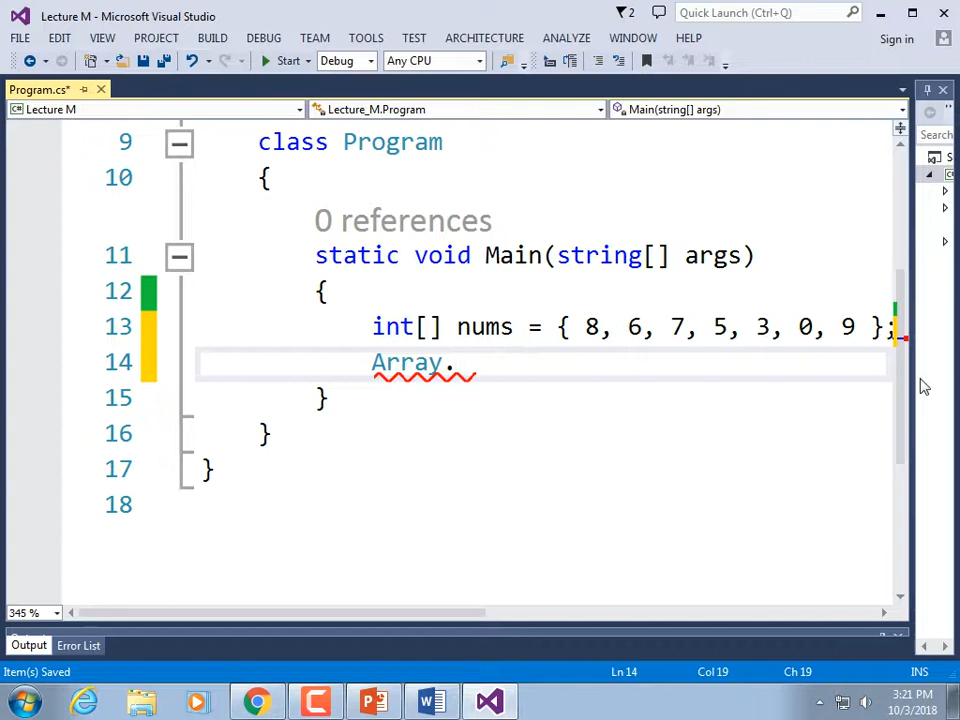 Lecture M - Microsoft Visual Studio
2
Quick Launch (Ctrl+Q)
FILE EDIT VIEW PROJECT BUILD DEBUG TEAM TOOLS TEST ARCHITECTURE ANALYZE WINDOW HELP
Sign in
Start Debug Any CPU
Program.cs*
Lecture M Lecture_M.Program Main(string[] args)
Search
9 class Program
10 {
0 references
11 static void Main(string[] args)
12 {
13 int[] nums = { 8, 6, 7, 5, 3, 0, 9 };
14 Array.
15 }
16 }
17 }
18
345 %
Output Error List
Item(s) Saved Ln 14 Col 19 Ch 19 INS
3:21 PM
10/3/2018